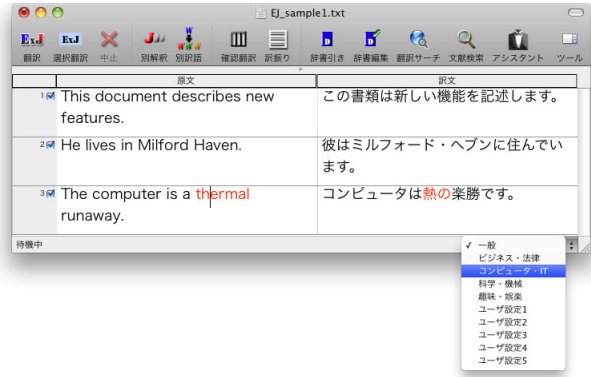 EJ_sample1.txt
ExJ ExJ J W W W W D D
翻訳 選択翻訳 中止 別解釈 別訳語 確認翻訳 訳振り 辞書引き 辞書編集 翻訳サーチ 文献検索 アシスタント ツール
原文 訳文
1 This document describes new この書類は新しい機能を記述します。
features.
2 He lives in Milford Haven. 彼はミルフォード・ヘブンに住んでい
ます。
3 The computer is a thermal コンピュータは熱の楽勝です。
runaway.
待機中
✓ 一般
ビジネス・法律
コンピュータ・IT
科学・機械
趣味・娯楽
ユーザ設定1
ユーザ設定2
ユーザ設定3
ユーザ設定4
ユーザ設定5